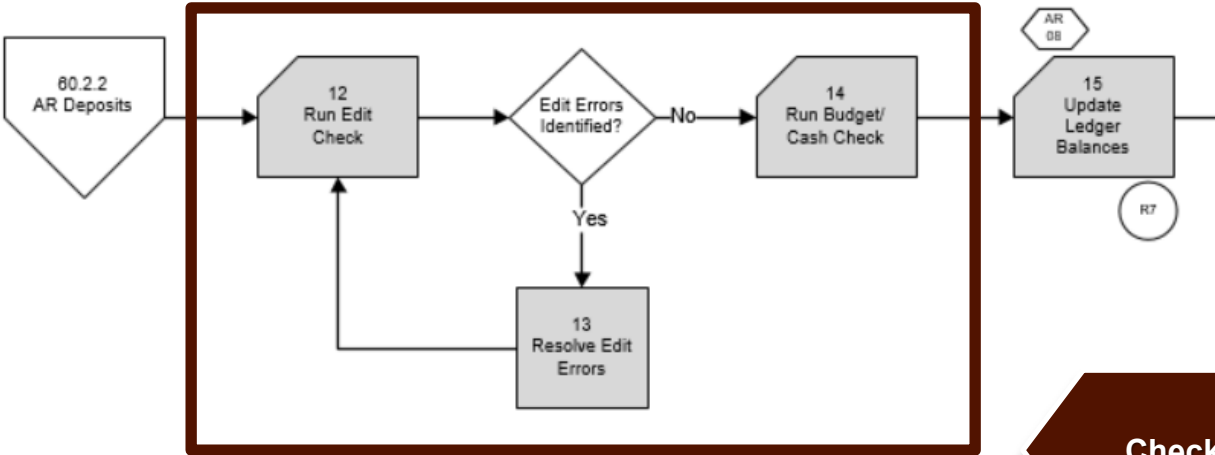 60.2.2
AR Deposits
12
Run Edit
Check
Edit Errors
Identified?
No
14
Run Budget/
Cash Check
AR
08
15
Update
Ledger
Balances
R7
Yes
13
Resolve Edit
Errors
Check